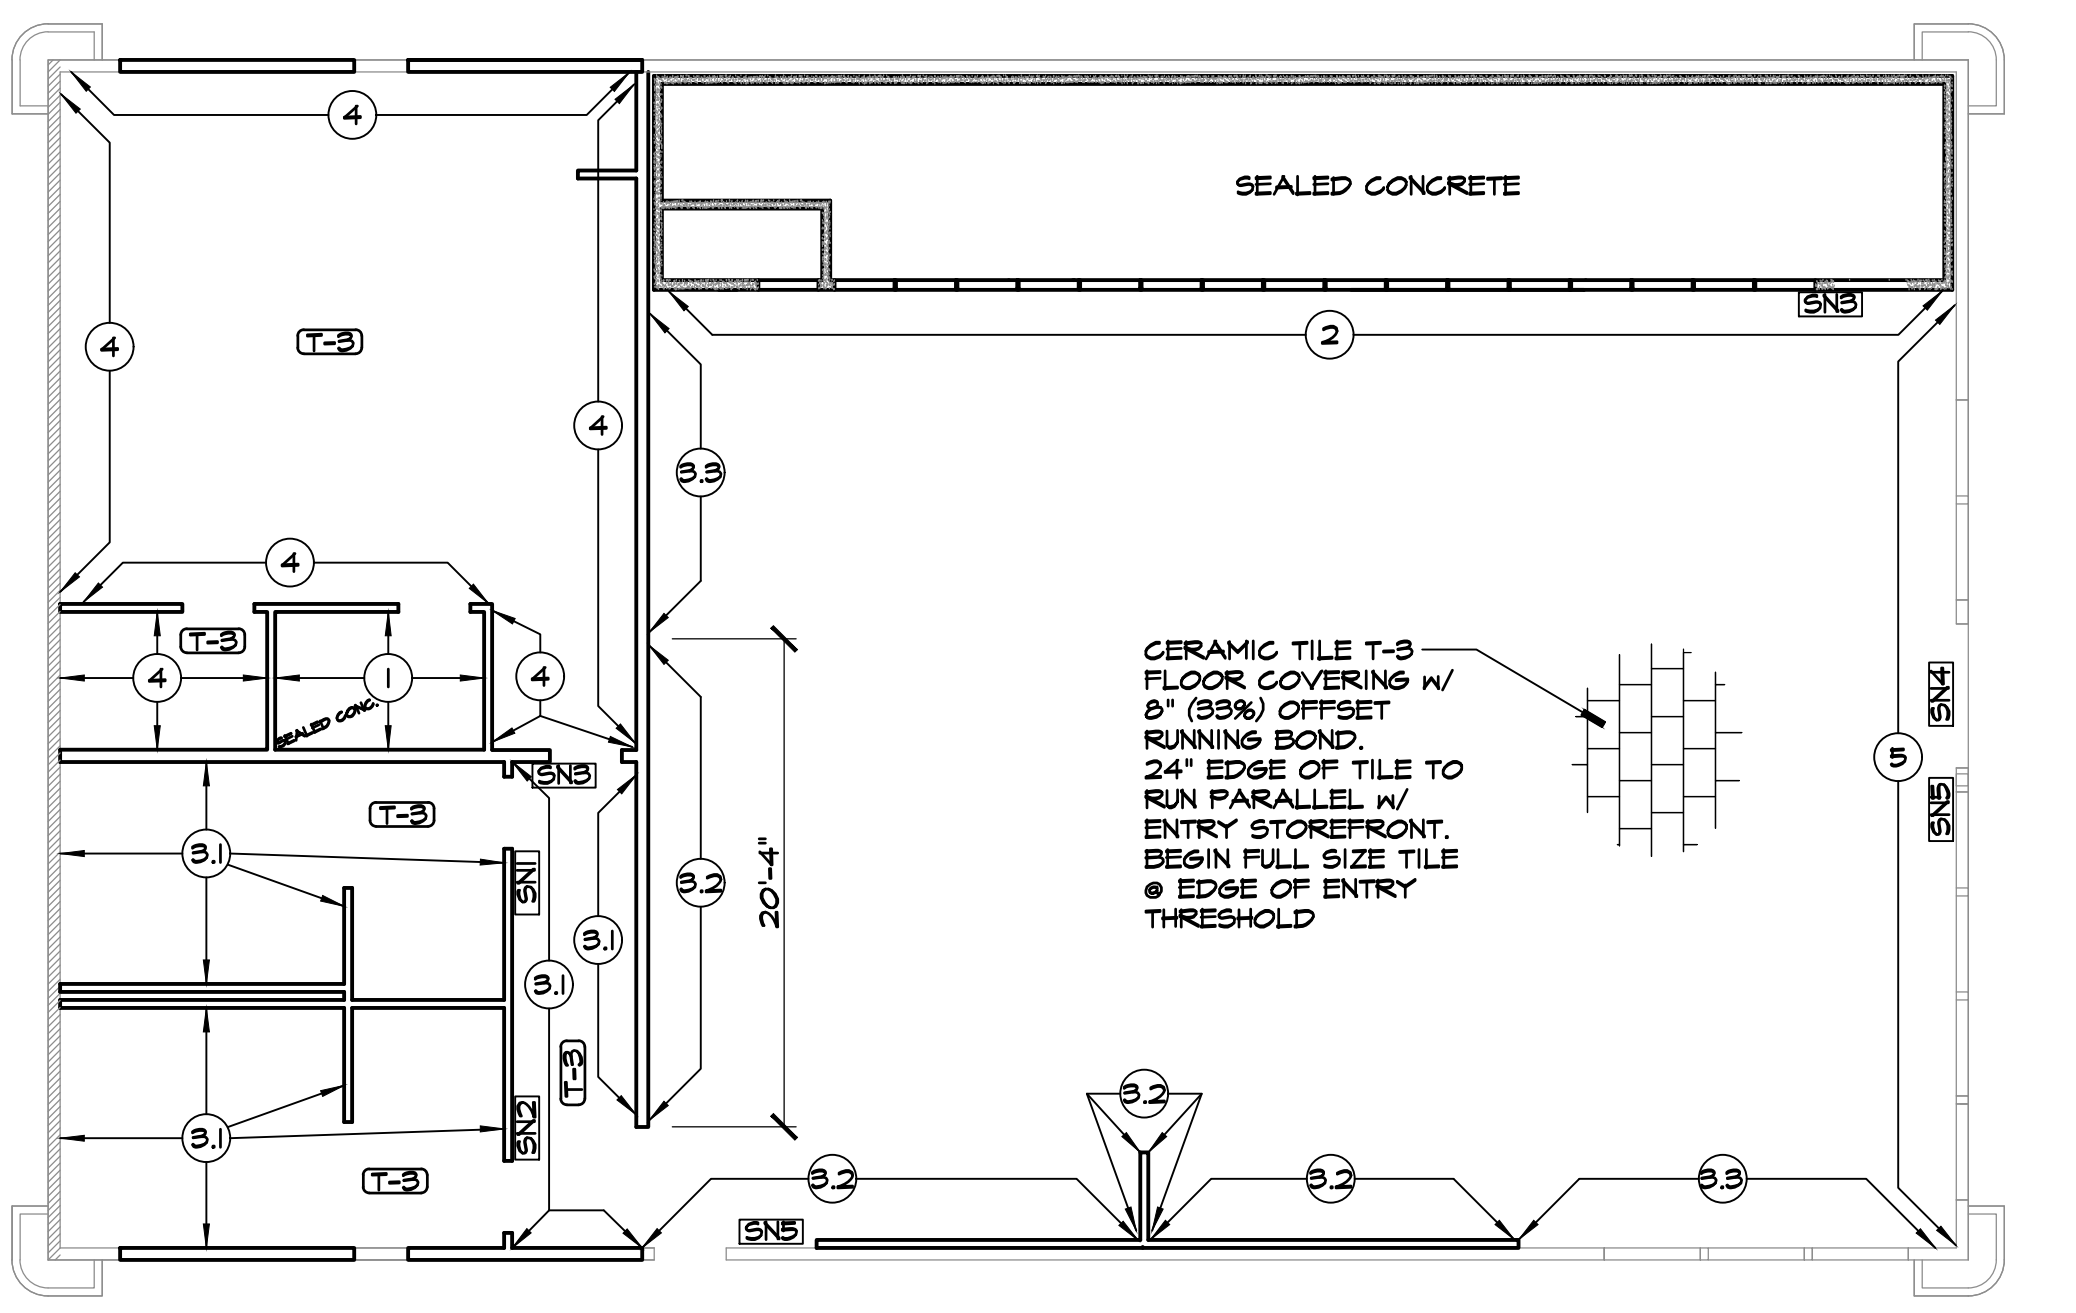 4
SEALED CONCRETE
SN3
2
T-3
4
4
3.3
4
T-3
4
1
4
SEALED CONC.
CERAMIC TILE T-3
FLOOR COVERING W/
8" (33%) OFFSET
RUNNING BOND.
24" EDGE OF TILE TO
RUN PARALLEL W/
ENTRY STOREFRONT.
BEGIN FULL SIZE TILE
@ EDGE OF ENTRY
THRESHOLD
SN4
5
SN5
SN3
T-3
3.1
SN1
3.2
20'-4"
3.1
3.1
T-3
3.2
SN2
3.1
T-3
3.2
3.2
3.3
SN5